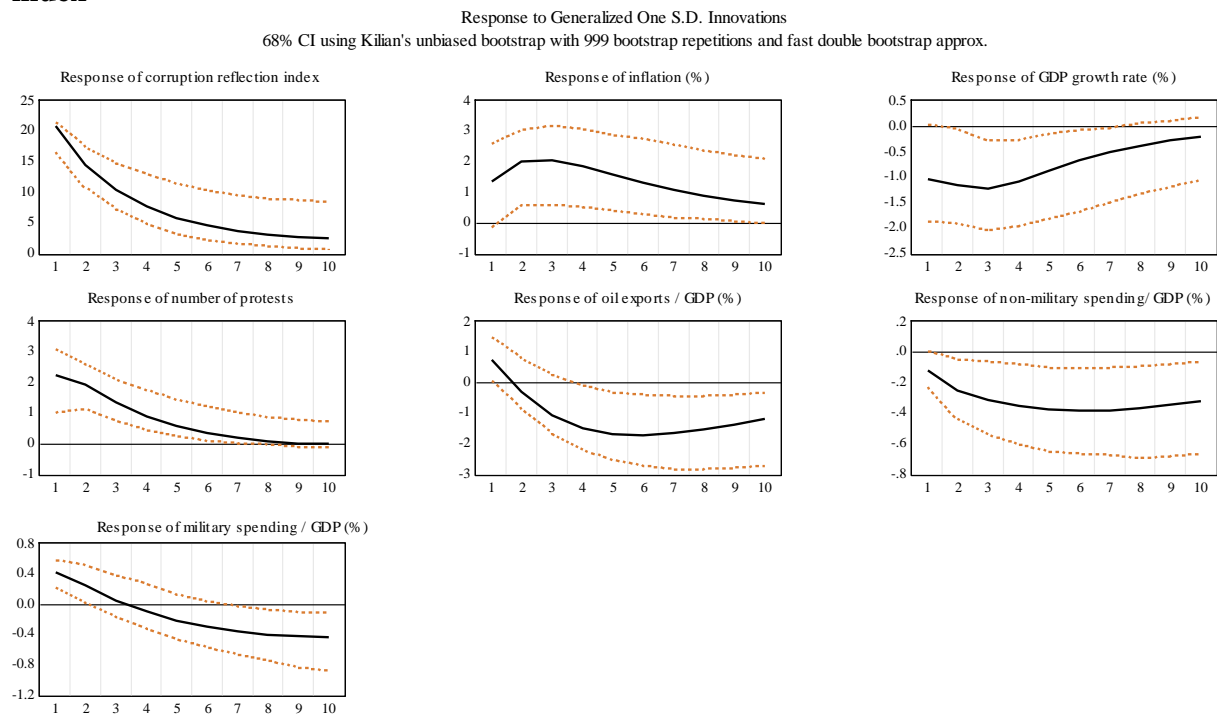 Response to Generalized One S.D. Innovations
68% CI using Kilian's unbiased bootstrap with 999 bootstrap repetitions and fast double bootstrap approx.
Response of corruption reflection index
25
20
15
10
5
0
1 2 3 4 5 6 7 8 9 10
Response of inflation (%)
4
3
2
1
0
-1
1 2 3 4 5 6 7 8 9 10
Response of GDP growth rate (%)
0.5
0.0
-0.5
-1.0
-1.5
-2.0
-2.5
1 2 3 4 5 6 7 8 9 10
Response of number of protests
4
3
2
1
0
-1
1 2 3 4 5 6 7 8 9 10
Response of oil exports / GDP (%)
2
1
0
-1
-2
-3
1 2 3 4 5 6 7 8 9 10
Response of non-military spending/ GDP (%)
.2
.0
-.2
-.4
-.6
-.8
1 2 3 4 5 6 7 8 9 10
Response of military spending / GDP (%)
0.8
0.4
0.0
-0.4
-0.8
-1.2
1 2 3 4 5 6 7 8 9 10